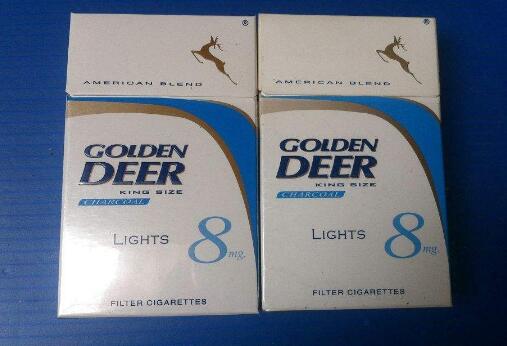 ®
AMERICAN BLEND
GOLDEN
DEER
KING SIZE
CHARCOAL
LIGHTS
8 mg.
FILTER CIGARETTES
®
AMERICAN BLEND
GOLDEN
DEER
KING SIZE
CHARCOAL
LIGHTS
8 mg.
FILTER CIGARETTES